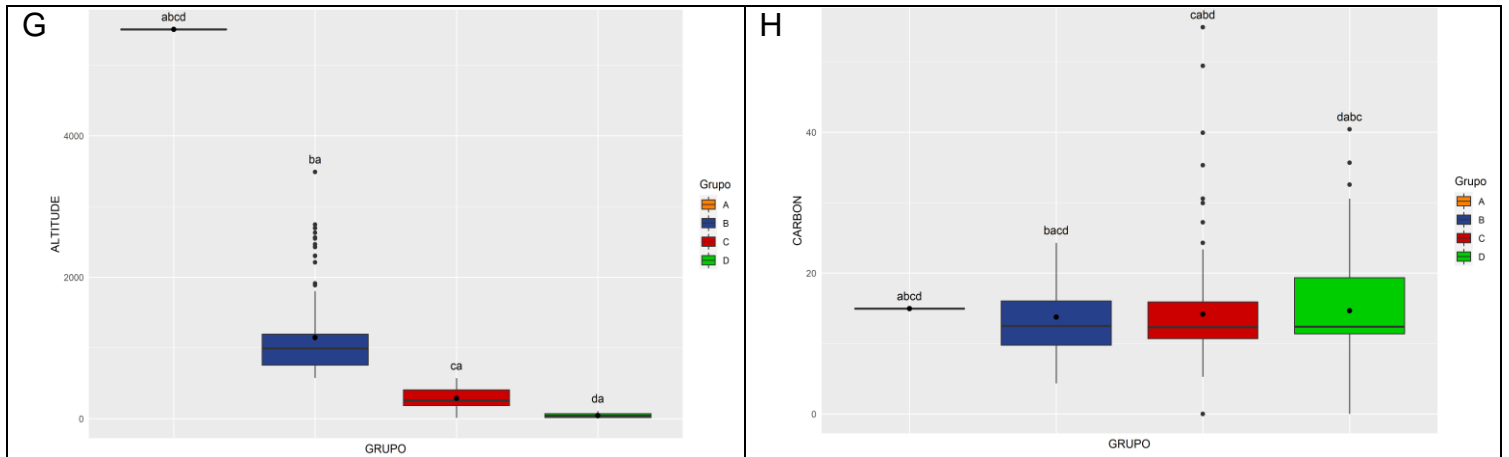 G
abcd
4000
2000
0
ALTITUDE
ba
ca
da
GRUPO
Grupo
A
B
C
D
H
cabd
dabc
bacd
abcd
40
20
0
CARBON
GRUPO
Grupo
A
B
C
D